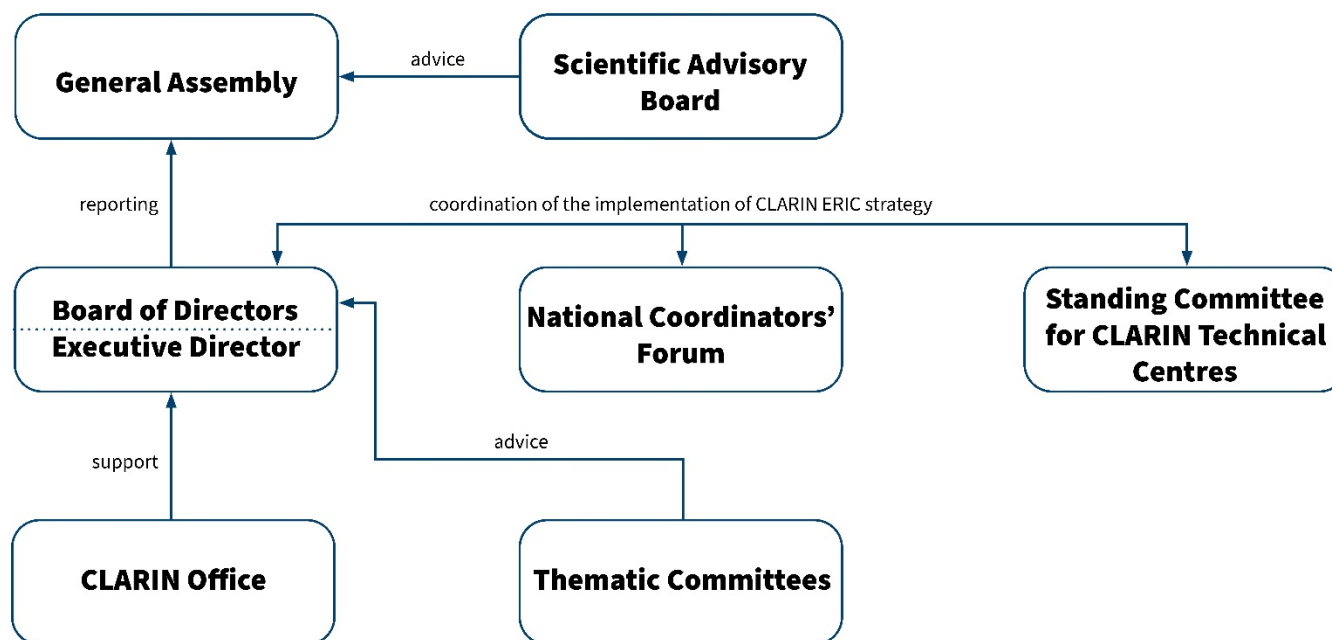 General Assembly
advice
Scientific Advisory
Board
reporting
coordination of the implementation of CLARIN ERIC strategy
Board of Directors
Executive Director
National Coordinators’
Forum
Standing Committee
for CLARIN Technical
Centres
support
advice
CLARIN Office
Thematic Committees